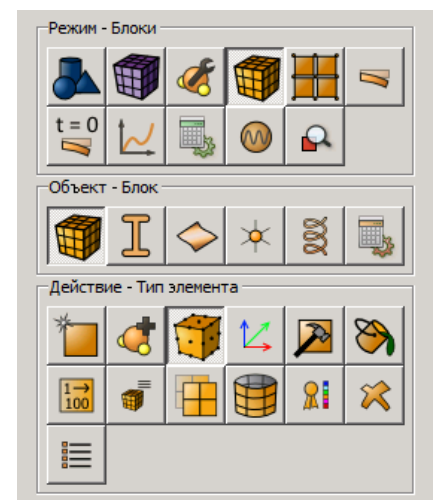 Режим - Блоки
t = 0
Объект - Блок
Действие - Тип элемента
1→
100